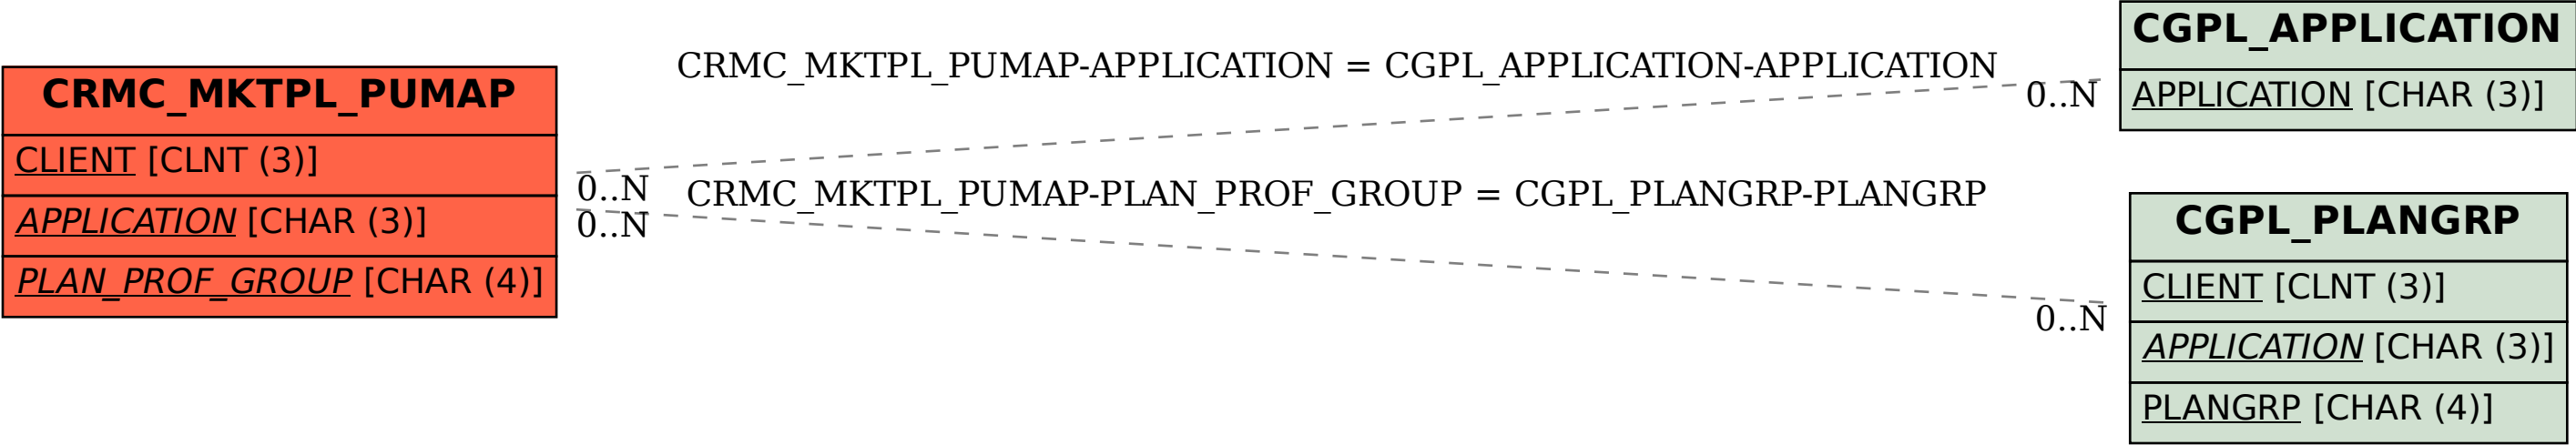 CRMC_MKTPL_PUMAP
CLIENT [CLNT (3)]
APPLICATION [CHAR (3)]
PLAN_PROF_GROUP [CHAR (4)]
CRMC_MKTPL_PUMAP-APPLICATION = CGPL_APPLICATION-APPLICATION
0..N
0..N
CRMC_MKTPL_PUMAP-PLAN_PROF_GROUP = CGPL_PLANGRP-PLANGRP
0..N
0..N
CGPL_APPLICATION
APPLICATION [CHAR (3)]
CGPL_PLANGRP
CLIENT [CLNT (3)]
APPLICATION [CHAR (3)]
PLANGRP [CHAR (4)]